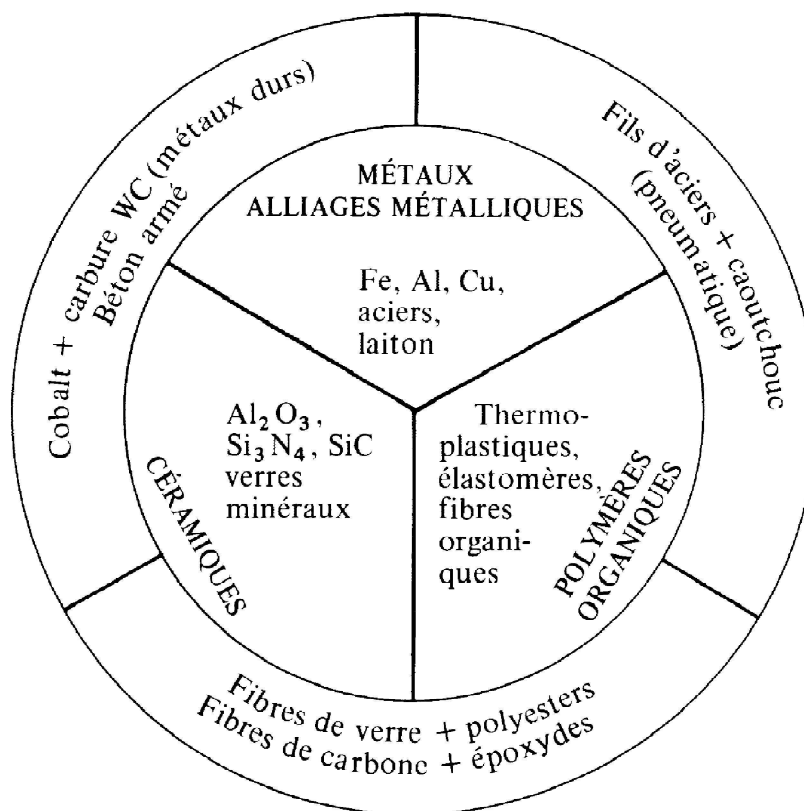 Cobalt + carbure WC (métaux durs)
Béton armé
Fils d'aciers + caoutchouc
(pneumatique)
MÉTAUX
ALLIAGES MÉTALLIQUES
Fe, Al, Cu,
aciers,
laiton
Al₂O₃,
Si₃N₄, SiC
verres
minéraux
CÉRAMIQUES
Thermo-
plastiques,
élastomères,
fibres
organi-
ques
POLYMÈRES
ORGANIQUES
Fibres de verre + polyesters
Fibres de carbone + époxydes